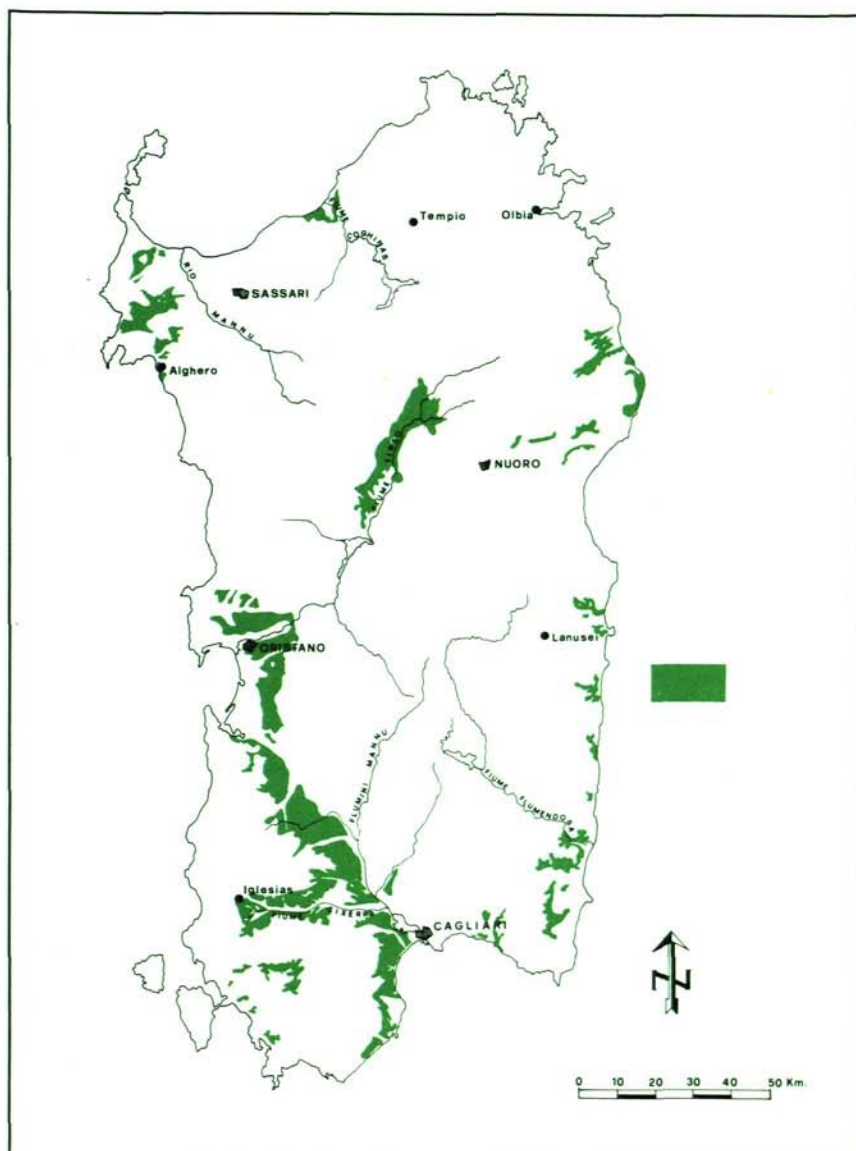 Tempio
Olbia
FIUME
COGHINAS
SASSARI
RIO
MANNU
Alghero
NUORO
FIUME TIRSO
ORISTANO
Lanusei
FLUMINI MANNU
FIUME FLUMENDOSA
Iglesias
FIUME CIXERRI
CAGLIARI
N
0 10 20 30 40 50 Km.